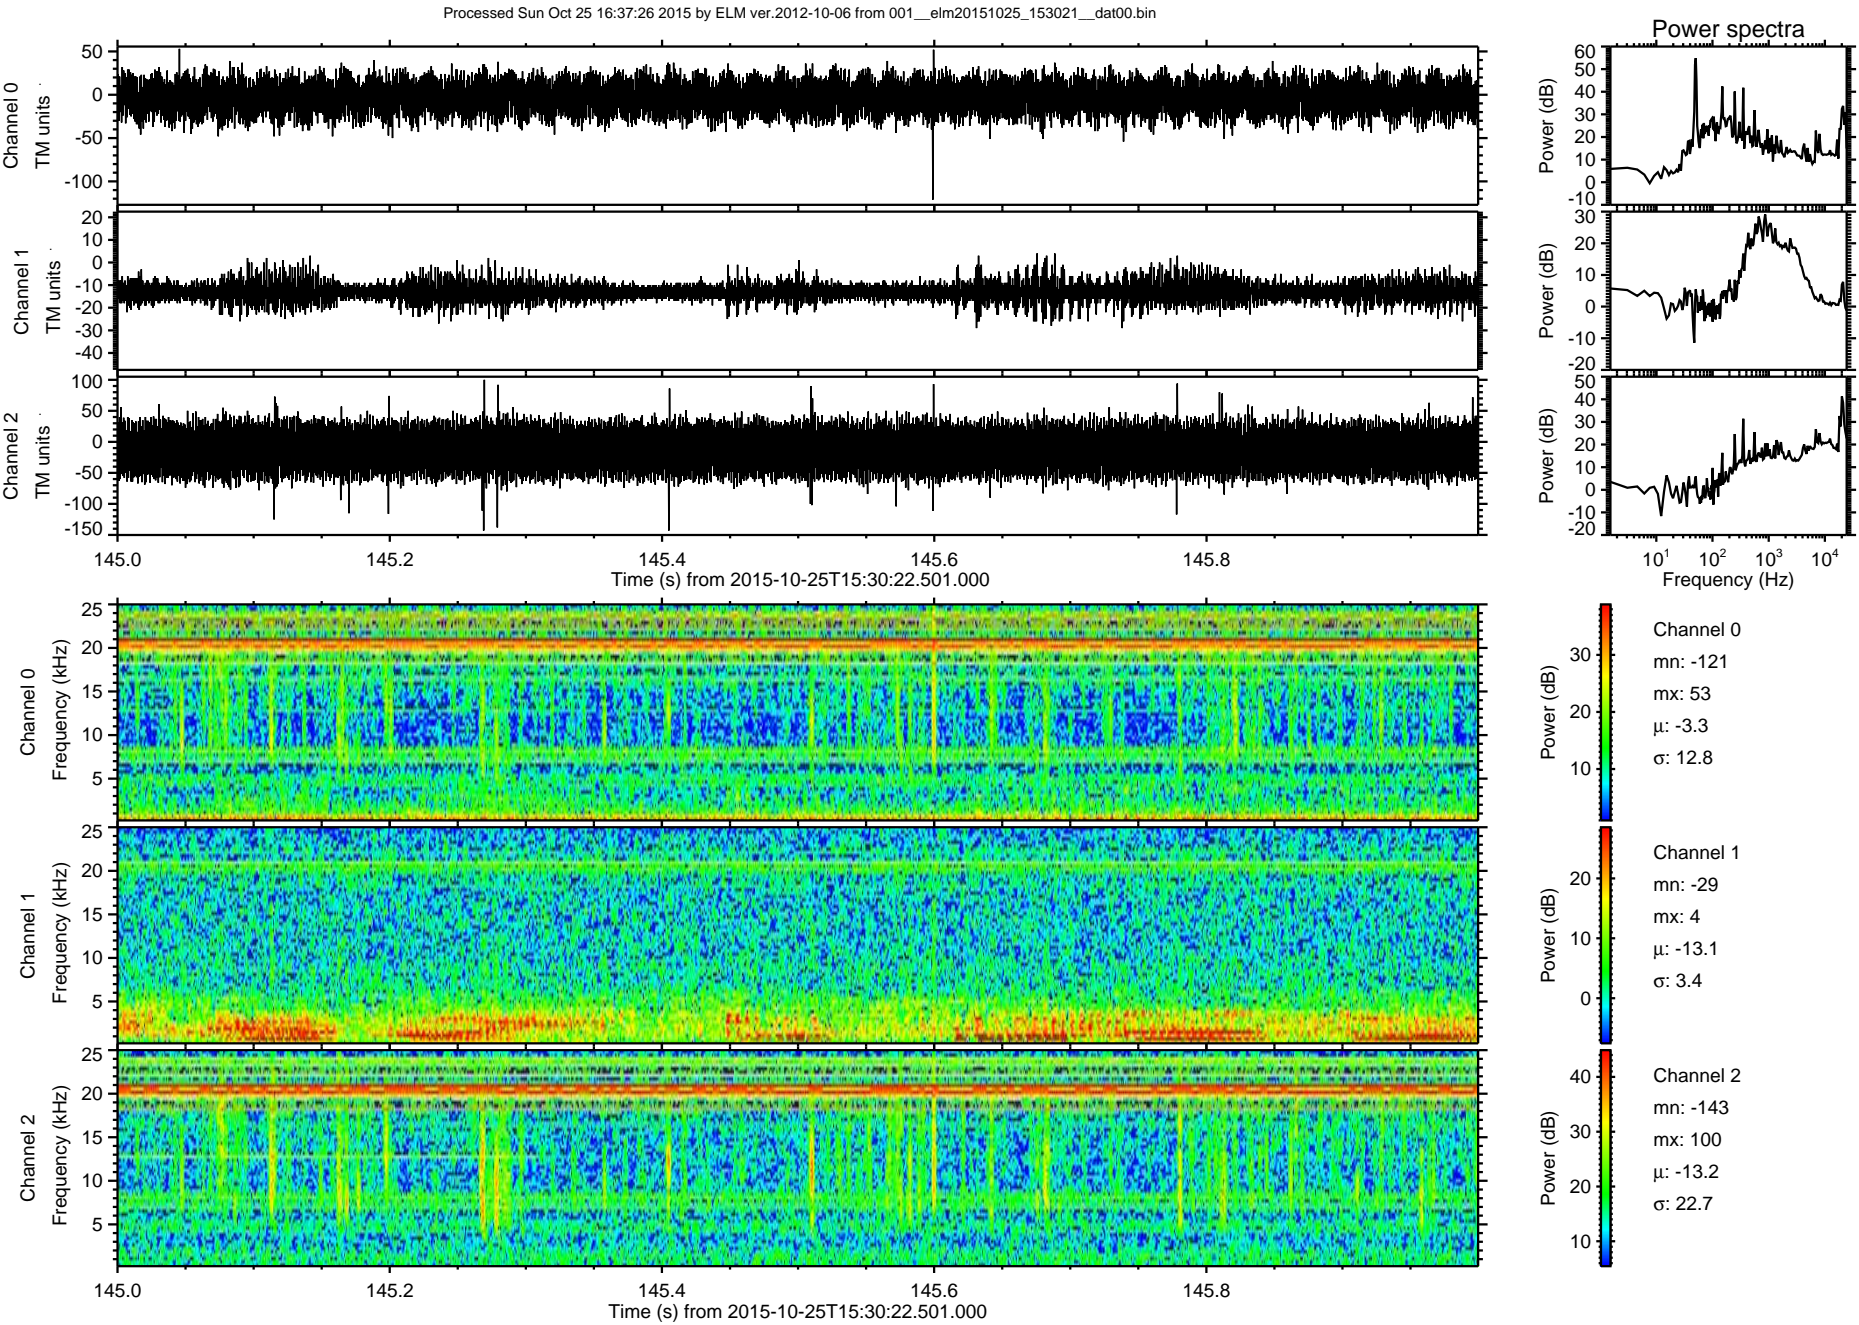 Processed Sun Oct 25 16:37:26 2015 by ELM ver.2012-10-06 from 001__elm20151025_153021__dat00.bin
Power spectra
Channel 0
TM units
50
0
-50
-100
Power (dB)
60
50
40
30
20
10
0
-10
Channel 1
TM units
20
10
0
-10
-20
-30
-40
Power (dB)
30
20
10
0
-10
-20
Channel 2
TM units
100
50
0
-50
-100
-150
Power (dB)
50
40
30
20
10
0
-10
-20
145.0 145.2 145.4 145.6 145.8
Time (s) from 2015-10-25T15:30:22.501.000
10^1 10^2 10^3 10^4
Frequency (Hz)
Channel 0
Frequency (kHz)
25
20
15
10
5
Power (dB)
30
20
10
Channel 0
mn: -121
mx: 53
μ: -3.3
σ: 12.8
Channel 1
Frequency (kHz)
25
20
15
10
5
Power (dB)
20
10
0
Channel 1
mn: -29
mx: 4
μ: -13.1
σ: 3.4
Channel 2
Frequency (kHz)
25
20
15
10
5
Power (dB)
40
30
20
10
Channel 2
mn: -143
mx: 100
μ: -13.2
σ: 22.7
145.0 145.2 145.4 145.6 145.8
Time (s) from 2015-10-25T15:30:22.501.000